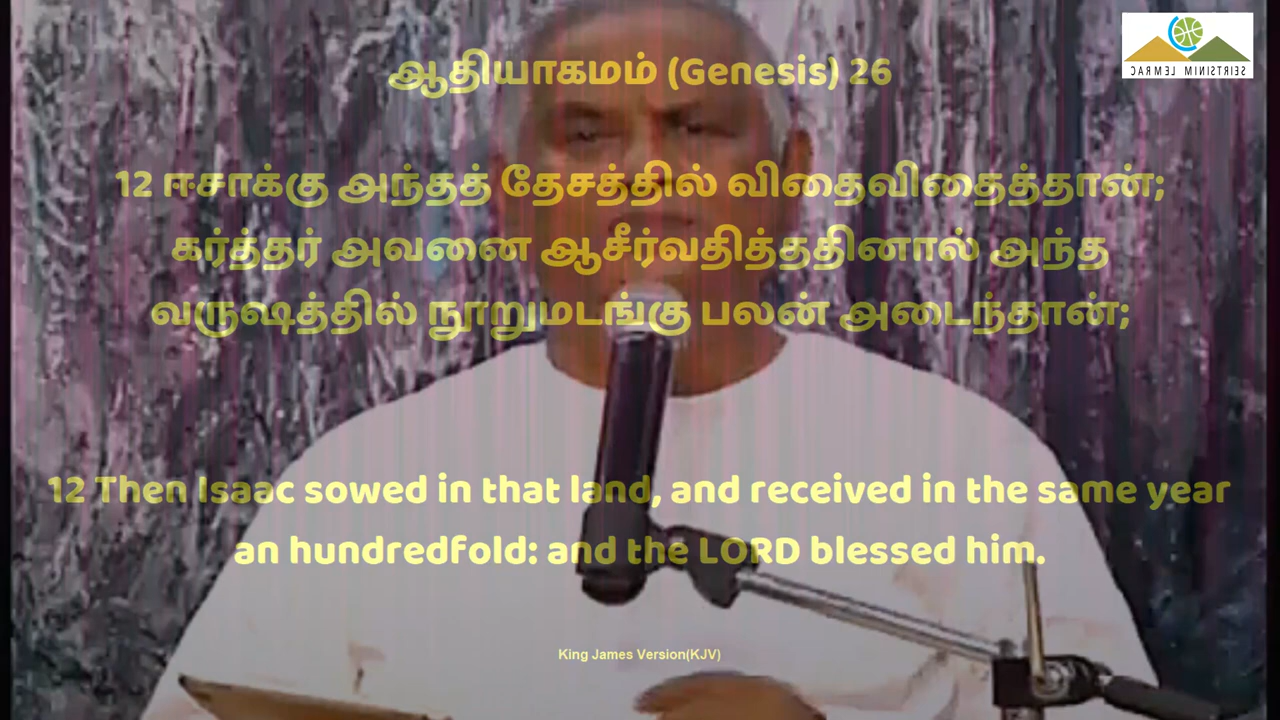 ஆதியாகமம் (Genesis) 26
CARMEL MINISTRIES
12 ஈசாக்கு அந்தத் தேசத்தில் விதைவிதைத்தான்;
கர்த்தர் அவனை ஆசீர்வதித்ததினால் அந்த
வருஷத்தில் நூறுமடங்கு பலன் அடைந்தான்;
12 Then Isaac sowed in that land, and received in the same year
an hundredfold: and the LORD blessed him.
King James Version(KJV)